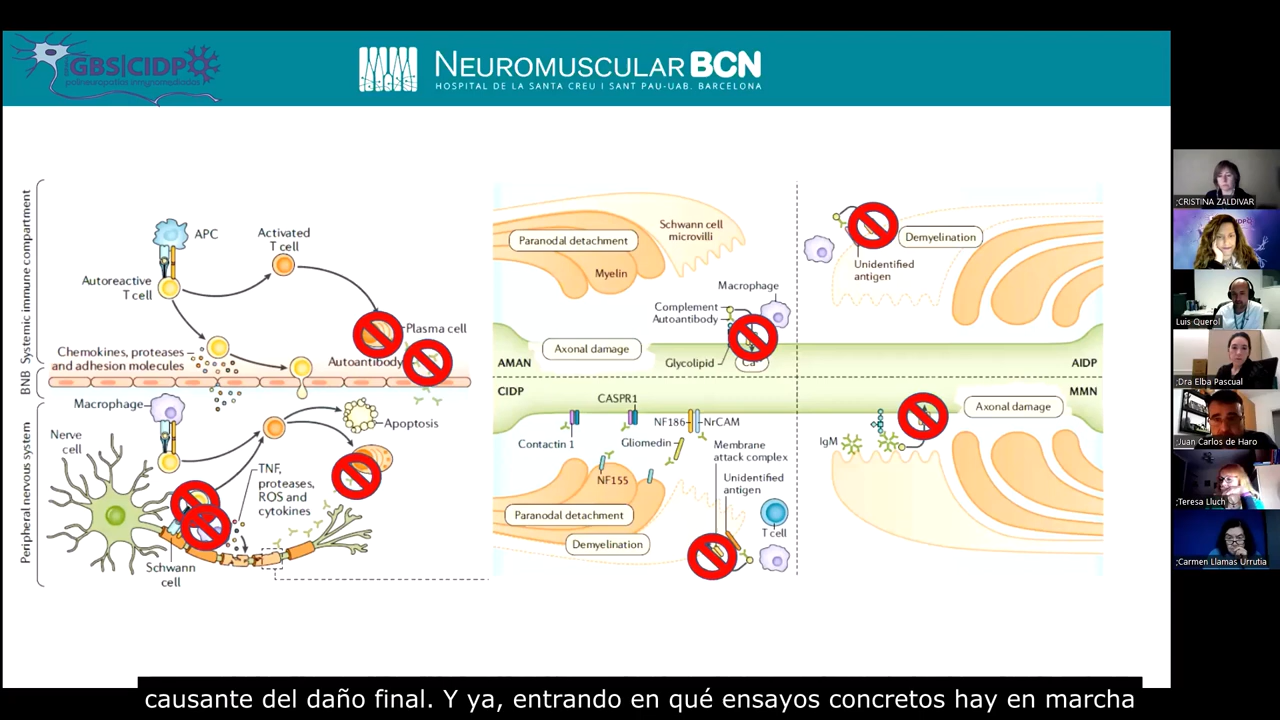 GBS|CIDP
polineuropatías inmunomediadas
NEUROMUSCULAR BCN
HOSPITAL DE LA SANTA CREU I SANT PAU-UAB. BARCELONA
Systemic immune compartment
BNB
Peripheral nervous system
APC
Activated
T cell
Autoreactive
T cell
Plasma cell
Chemokines, proteases
and adhesion molecules
Autoantibody
Macrophage
Apoptosis
Nerve
cell
TNF,
proteases,
ROS and
cytokines
Schwann
cell
Schwann cell
microvilli
Paranodal detachment
Myelin
Macrophage
Complement
Autoantibody
Axonal damage
Glycolipid
AMAN
Demyelination
Unidentified
antigen
AIDP
CIDP
CASPR1
Contactin 1
NF186
NrCAM
Gliomedin
Membrane
attack complex
NF155
Unidentified
antigen
Paranodal detachment
T cell
Demyelination
MMN
Axonal damage
IgM
;CRISTINA ZALDIVAR
Luis Querol
;Dra Elba Pascual
;Juan Carlos de Haro
;Teresa Lluch
;Carmen Llamas Urrutia
causante del daño final. Y ya, entrando en qué ensayos concretos hay en marcha